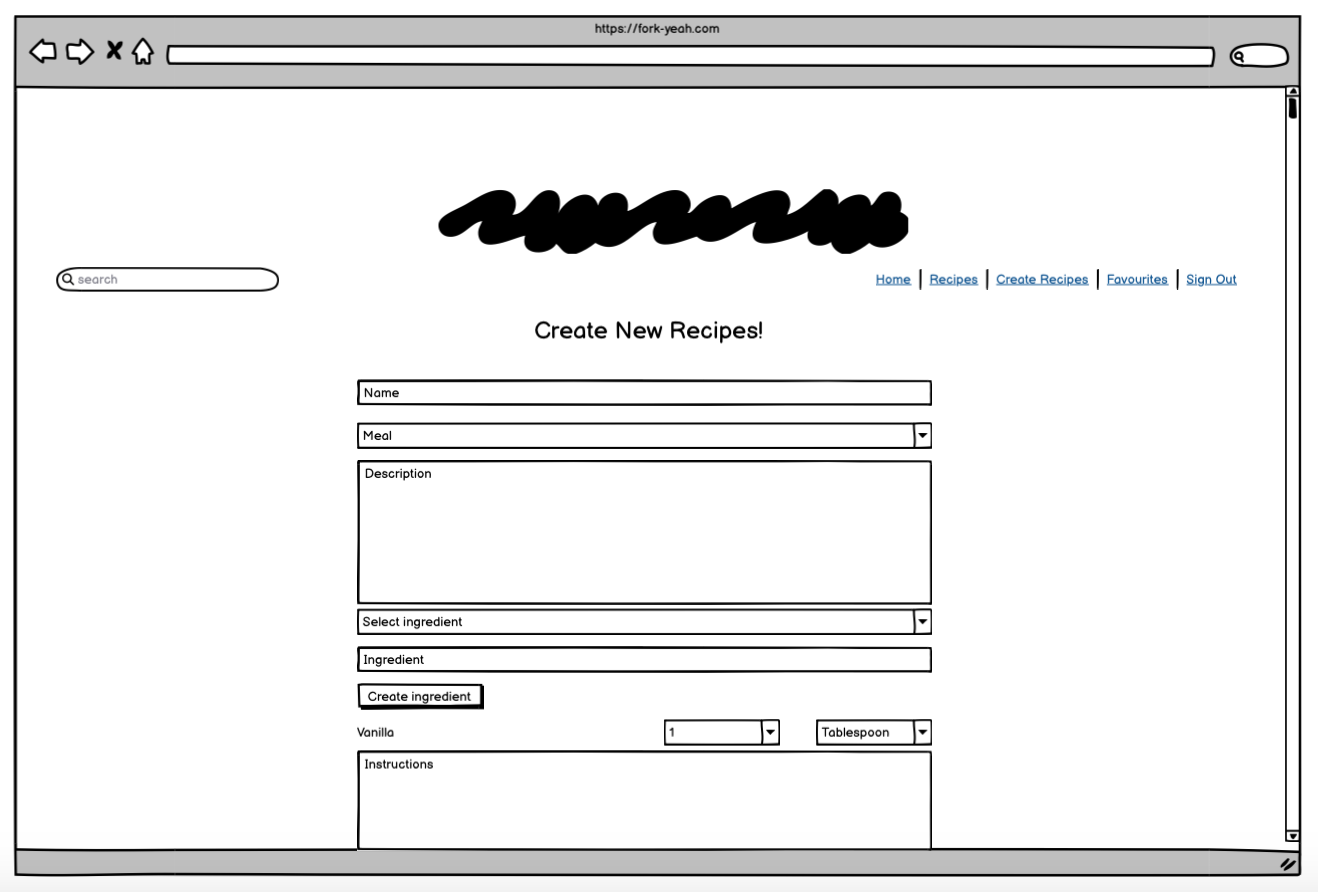 https://fork-yeah.com
search
Home Recipes Create Recipes Favourites Sign Out
Create New Recipes!
Name
Meal
Description
Select ingredient
Ingredient
Create ingredient
Vanilla 1 Tablespoon
Instructions